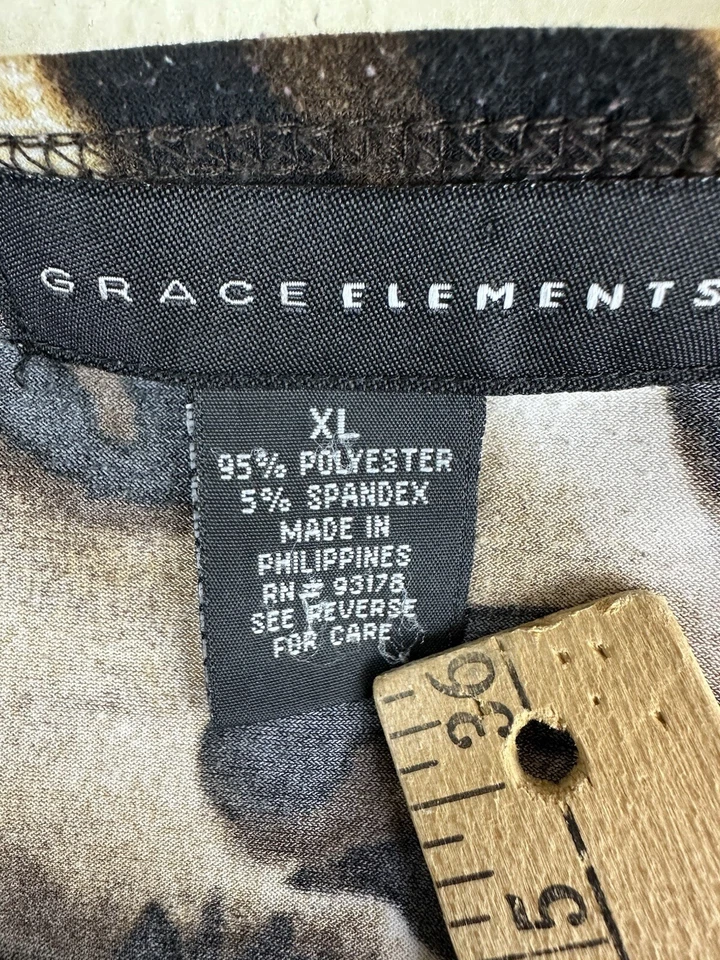 GRACE ELEMENTS
XL
95% POLYESTER
5% SPANDEX
MADE IN
PHILIPPINES
RN# 93178
SEE REVERSE
FOR CARE
36
5